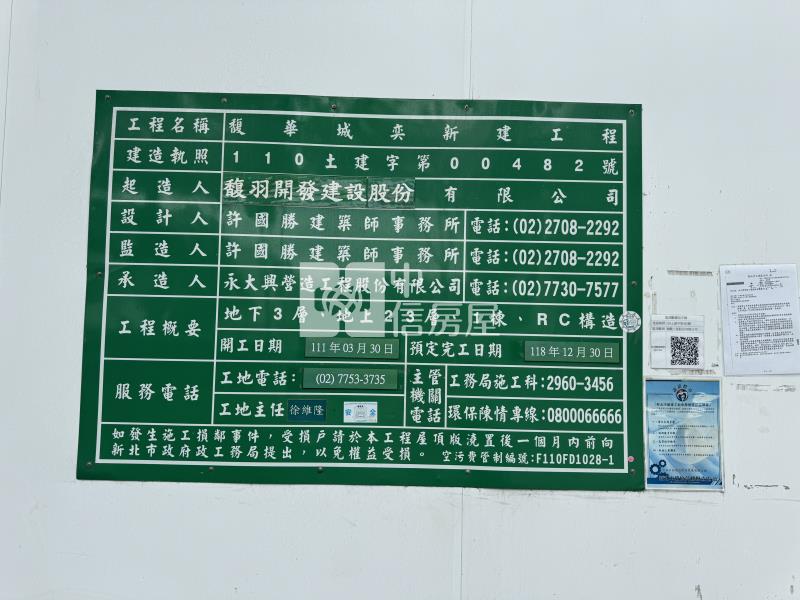 工程名稱 馥華城奕新建工程
建造執照 110土建字第00482號
起造人 馥羽開發建設股份有限公司
設計人 許國勝建築師事務所 電話:(02)2708-2292
監造人 許國勝建築師事務所 電話:(02)2708-2292
承造人 永大興營造工程股份有限公司 電話:(02)7730-7577
工程概要 地下3層 地上23層 1棟、RC構造
開工日期 111年03月30日 預定完工日期 118年12月30日
服務電話 工地電話: (02) 7753-3735 主管機關電話 工務局施工科:2960-3456
工地主任 徐維隆 安全 環保陳情專線:0800066666
如發生施工損鄰事件,受損戶請於本工程屋頂版澆置後一個月內前向
新北市政府政工務局提出,以免權益受損。 空污費管制編號:F110FD1028-1
中信房屋